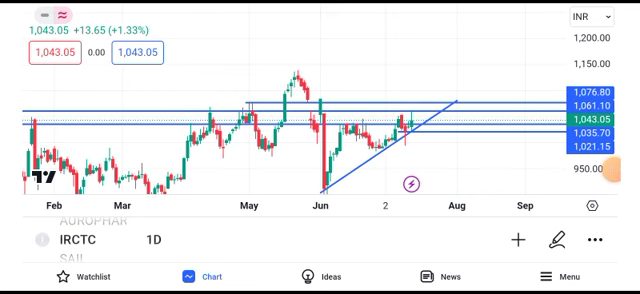 INR
1,043.05 +13.65 (+1.33%)
1,043.05 0.00 1,043.05
1,200.00
1,150.00
1,076.80
1,061.10
1,043.05
1,035.70
1,021.15
950.00
Feb Mar May Jun 2 Aug Sep
AUROPHAR
IRCTC 1D
SAIL
Watchlist Chart Ideas News Menu